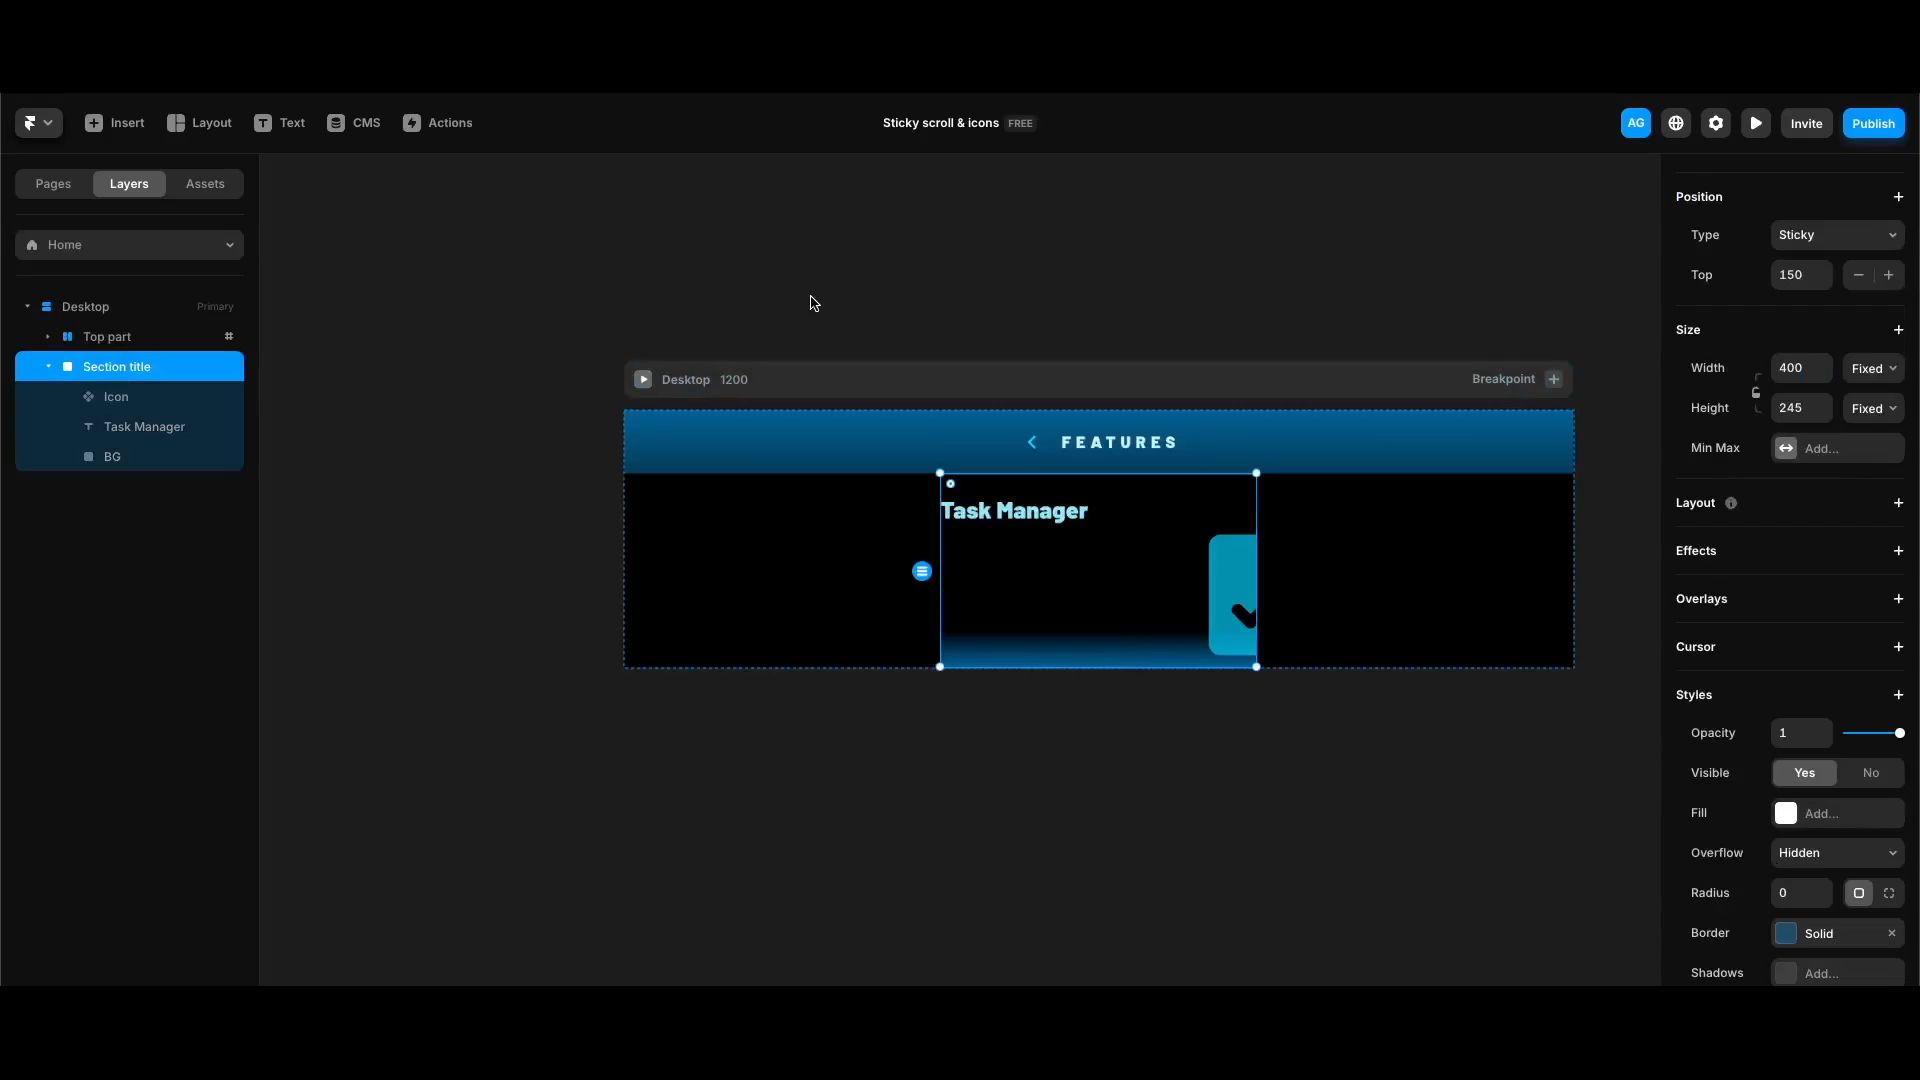 Insert
Layout
Text
CMS
Actions
Sticky scroll & icons FREE
AG
Invite
Publish
Pages
Layers
Assets
Home
Desktop Primary
Top part
Section title
Icon
Task Manager
BG
Desktop 1200
Breakpoint
FEATURES
Task Manager
Position
Type Sticky
Top 150
Size
Width 400 Fixed
Height 245 Fixed
Min Max Add...
Layout
Effects
Overlays
Cursor
Styles
Opacity 1
Visible Yes No
Fill Add...
Overflow Hidden
Radius 0
Border Solid
Shadows Add...